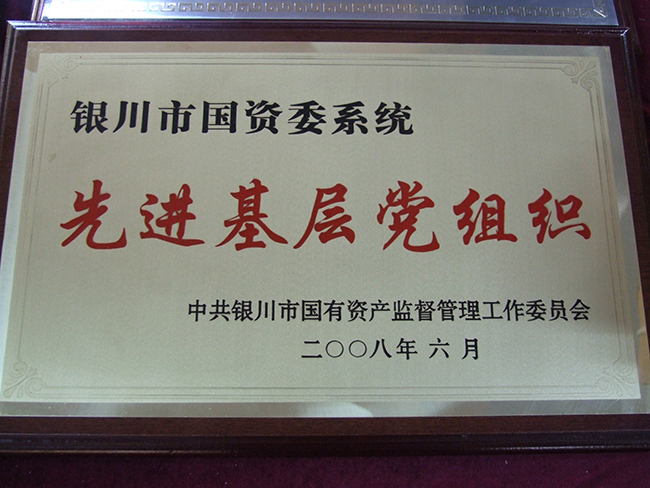 银川市国资委系统
先进基层党组织
中共银川市国有资产监督管理工作委员会
二〇〇八年六月